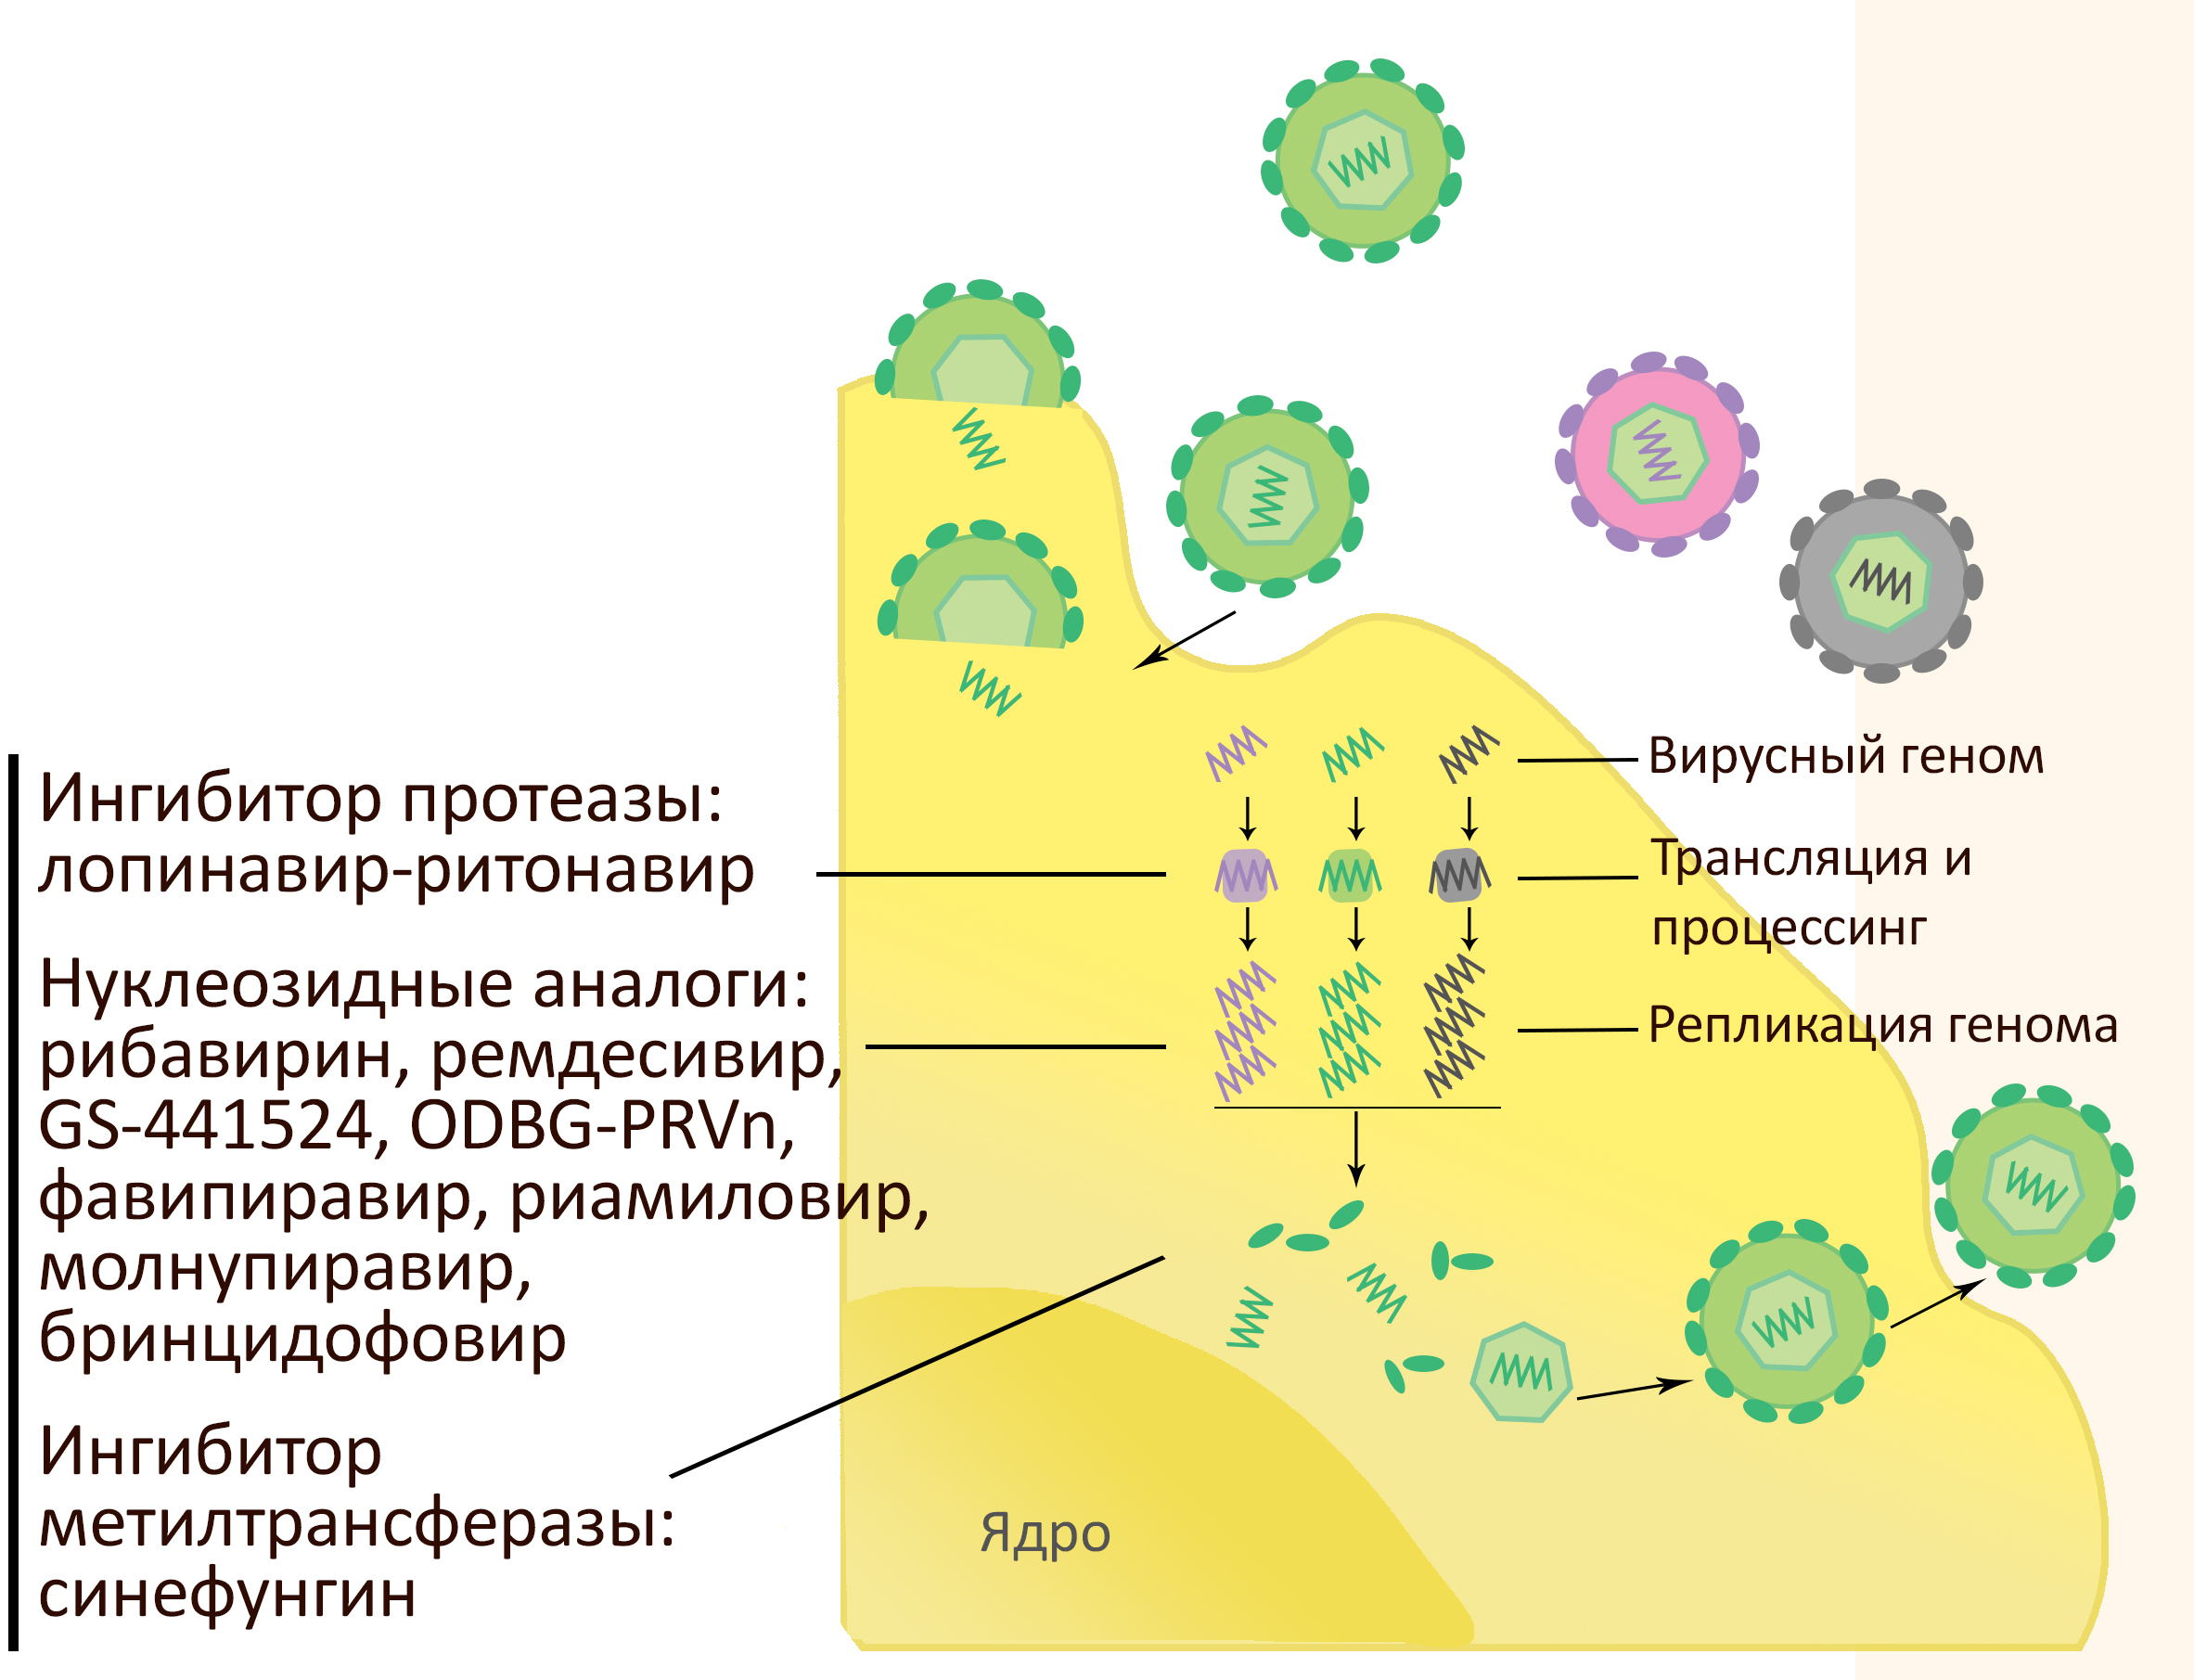 Ингибитор протеазы:
лопинавир-ритонавир
Нуклеозидные аналоги:
рибавирин, ремдесивир,
GS-441524, ODBG-PRVn,
фавипиравир, риамиловир,
молнупиравир,
бринцидофовир
Ингибитор
метилтрансферазы:
синефунгин
Вирусный геном
Трансляция и
процессинг
Репликация генома
Ядро